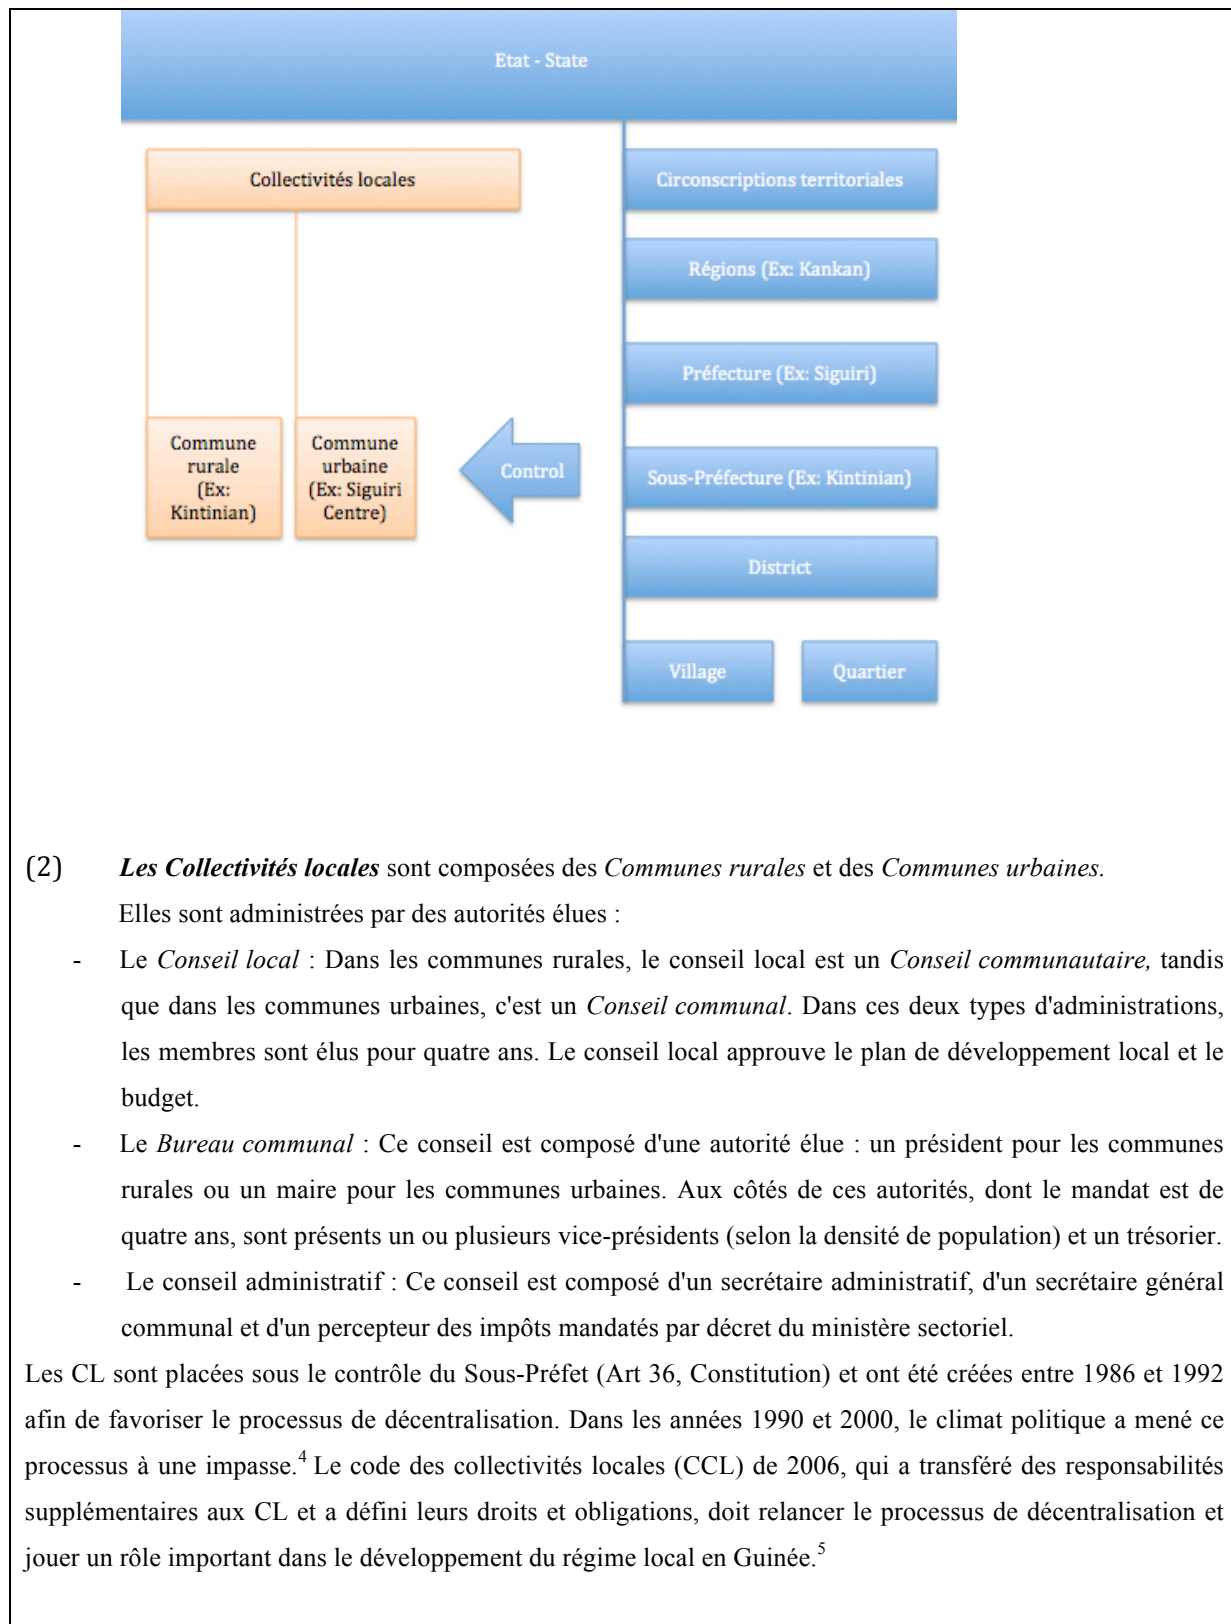 Etat - State
Collectivités locales
Circonscriptions territoriales
Régions (Ex: Kankan)
Préfecture (Ex: Siguiri)
Commune
rurale
(Ex:
Kintinian)
Commune
urbaine
(Ex: Siguiri
Centre)
Control
Sous-Préfecture (Ex: Kintinian)
District
Village
Quartier
(2) Les Collectivités locales sont composées des Communes rurales et des Communes urbaines.
Elles sont administrées par des autorités élues :
- Le Conseil local : Dans les communes rurales, le conseil local est un Conseil communautaire, tandis
que dans les communes urbaines, c'est un Conseil communal. Dans ces deux types d'administrations,
les membres sont élus pour quatre ans. Le conseil local approuve le plan de développement local et le
budget.
- Le Bureau communal : Ce conseil est composé d'une autorité élue : un président pour les communes
rurales ou un maire pour les communes urbaines. Aux côtés de ces autorités, dont le mandat est de
quatre ans, sont présents un ou plusieurs vice-présidents (selon la densité de population) et un trésorier.
- Le conseil administratif : Ce conseil est composé d'un secrétaire administratif, d'un secrétaire général
communal et d'un percepteur des impôts mandatés par décret du ministère sectoriel.
Les CL sont placées sous le contrôle du Sous-Préfet (Art 36, Constitution) et ont été créées entre 1986 et 1992
afin de favoriser le processus de décentralisation. Dans les années 1990 et 2000, le climat politique a mené ce
processus à une impasse.4 Le code des collectivités locales (CCL) de 2006, qui a transféré des responsabilités
supplémentaires aux CL et a défini leurs droits et obligations, doit relancer le processus de décentralisation et
jouer un rôle important dans le développement du régime local en Guinée.5